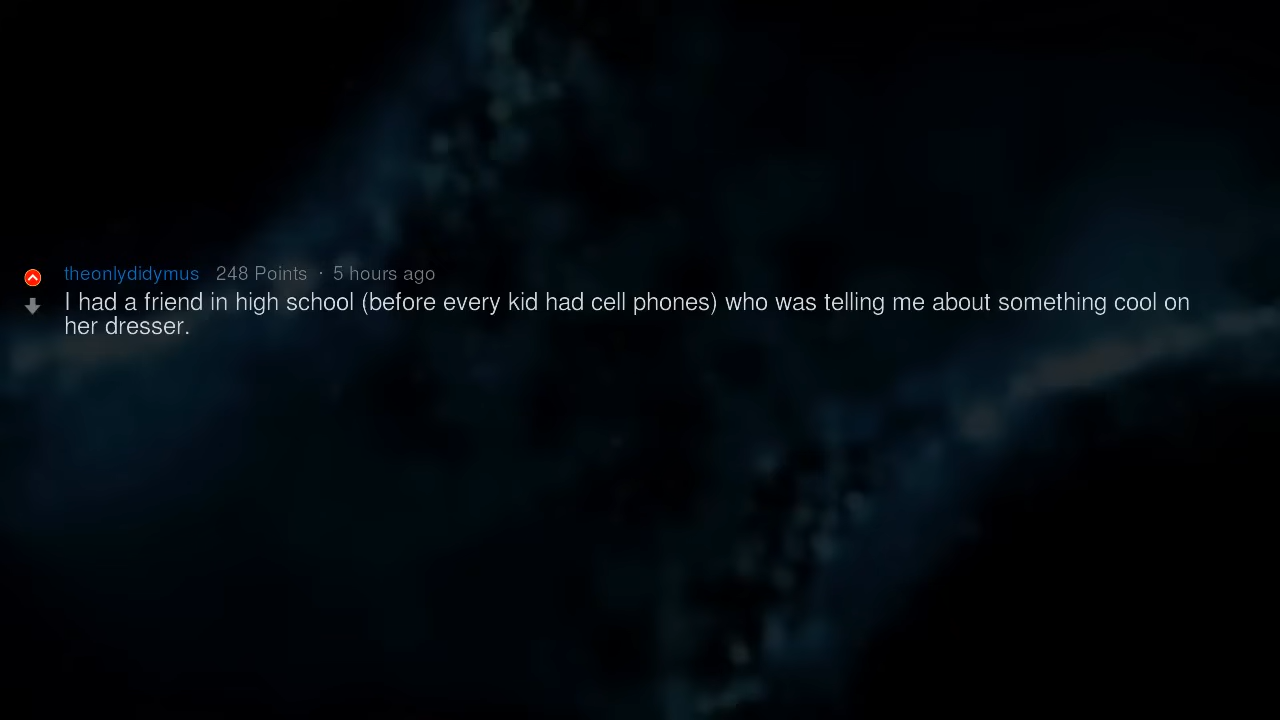 theonlydidymus 248 Points · 5 hours ago
I had a friend in high school (before every kid had cell phones) who was telling me about something cool on
her dresser.